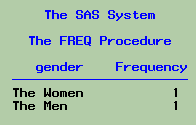 The SAS System
The FREQ Procedure
gender Frequency
The Women 1
The Men 1